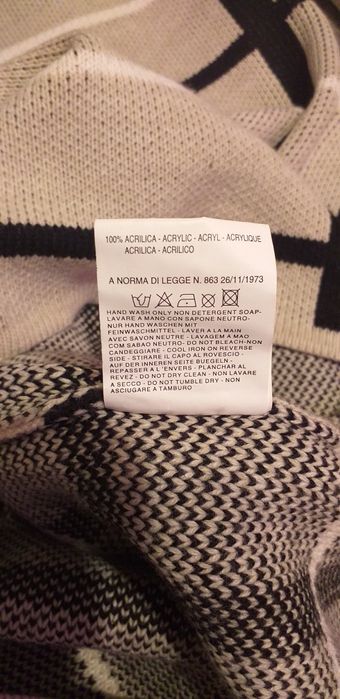 100% ACRILICA - ACRYLIC - ACRYL - ACRYLIQUE
ACRILICA - ACRILICO
A NORMA DI LEGGE N. 863 26/11/1973
HAND WASH ONLY NON DETERGENT SOAP-
LAVARE A MANO CON SAPONE NEUTRO-
NUR HAND WASCHEN MIT
FEINWASCHMITTEL - LAVER A LA MAIN
AVEC SAVON NEUTRE - LAVAGEM A MAO
COM SABAO NEUTRO- DO NOT BLEACH-NON
CANDEGGIARE - COOL IRON ON REVERSE
SIDE - STIRARE IL CAPO AL ROVESCIO -
AUF DER INNEREN SEITE BUEGELN -
REPASSER A L'ENVERS - PLANCHAR AL
REVEZ - DO NOT DRY CLEAN - NON LAVARE
A SECCO - DO NOT TUMBLE DRY - NON
ASCIUGARE A TAMBURO